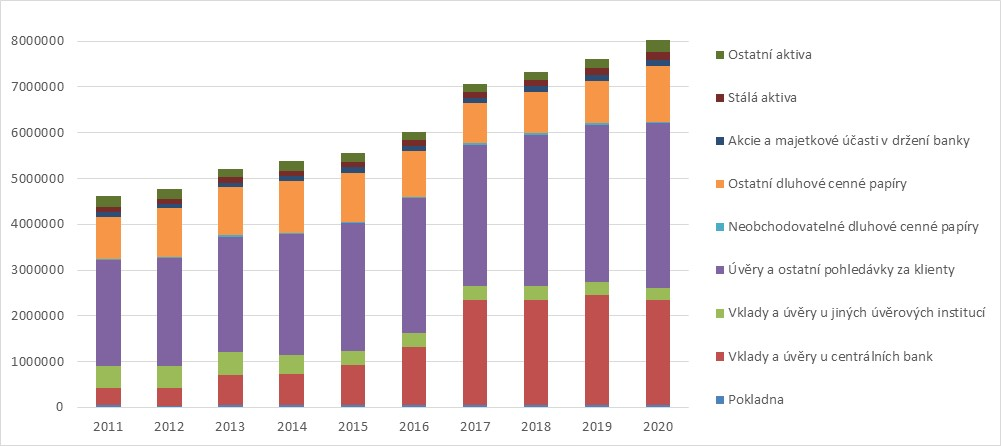 8000000
7000000
6000000
5000000
4000000
3000000
2000000
1000000
0
2011 2012 2013 2014 2015 2016 2017 2018 2019 2020
Ostatní aktiva
Stálá aktiva
Akcie a majetkové účasti v držení banky
Ostatní dluhové cenné papíry
Neobchodovatelné dluhové cenné papíry
Úvěry a ostatní pohledávky za klienty
Vklady a úvěry u jiných úvěrových institucí
Vklady a úvěry u centrálních bank
Pokladna